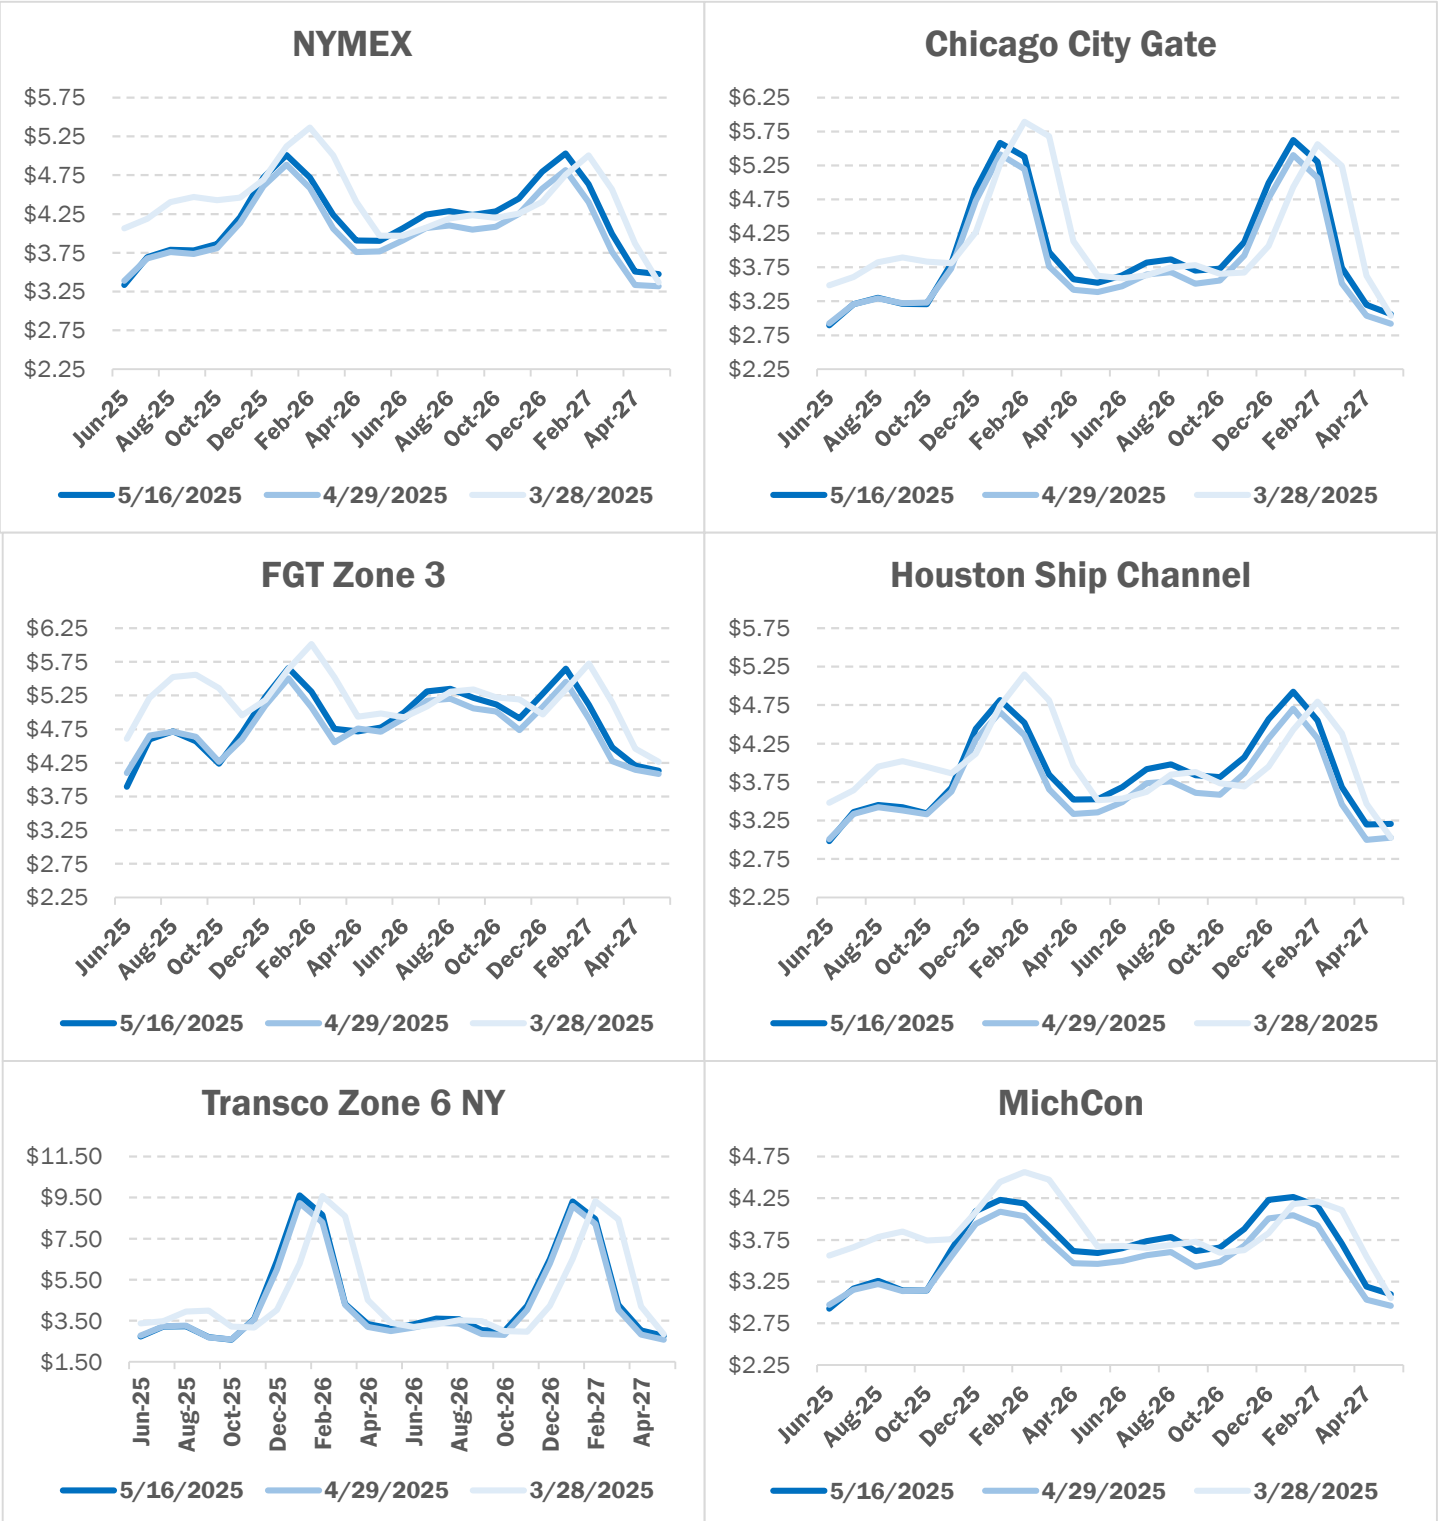 NYMEX
$5.75
$5.25
$4.75
$4.25
$3.75
$3.25
$2.75
$2.25
Jun-25 Aug-25 Oct-25 Dec-25 Feb-26 Apr-26 Jun-26 Aug-26 Oct-26 Dec-26 Feb-27 Apr-27
5/16/2025 4/29/2025 3/28/2025
Chicago City Gate
$6.25
$5.75
$5.25
$4.75
$4.25
$3.75
$3.25
$2.75
$2.25
Jun-25 Aug-25 Oct-25 Dec-25 Feb-26 Apr-26 Jun-26 Aug-26 Oct-26 Dec-26 Feb-27 Apr-27
5/16/2025 4/29/2025 3/28/2025
FGT Zone 3
$6.25
$5.75
$5.25
$4.75
$4.25
$3.75
$3.25
$2.75
$2.25
Jun-25 Aug-25 Oct-25 Dec-25 Feb-26 Apr-26 Jun-26 Aug-26 Oct-26 Dec-26 Feb-27 Apr-27
5/16/2025 4/29/2025 3/28/2025
Houston Ship Channel
$5.75
$5.25
$4.75
$4.25
$3.75
$3.25
$2.75
$2.25
Jun-25 Aug-25 Oct-25 Dec-25 Feb-26 Apr-26 Jun-26 Aug-26 Oct-26 Dec-26 Feb-27 Apr-27
5/16/2025 4/29/2025 3/28/2025
Transco Zone 6 NY
$11.50
$9.50
$7.50
$5.50
$3.50
$1.50
Jun-25 Aug-25 Oct-25 Dec-25 Feb-26 Apr-26 Jun-26 Aug-26 Oct-26 Dec-26 Feb-27 Apr-27
5/16/2025 4/29/2025 3/28/2025
MichCon
$4.75
$4.25
$3.75
$3.25
$2.75
$2.25
Jun-25 Aug-25 Oct-25 Dec-25 Feb-26 Apr-26 Jun-26 Aug-26 Oct-26 Dec-26 Feb-27 Apr-27
5/16/2025 4/29/2025 3/28/2025